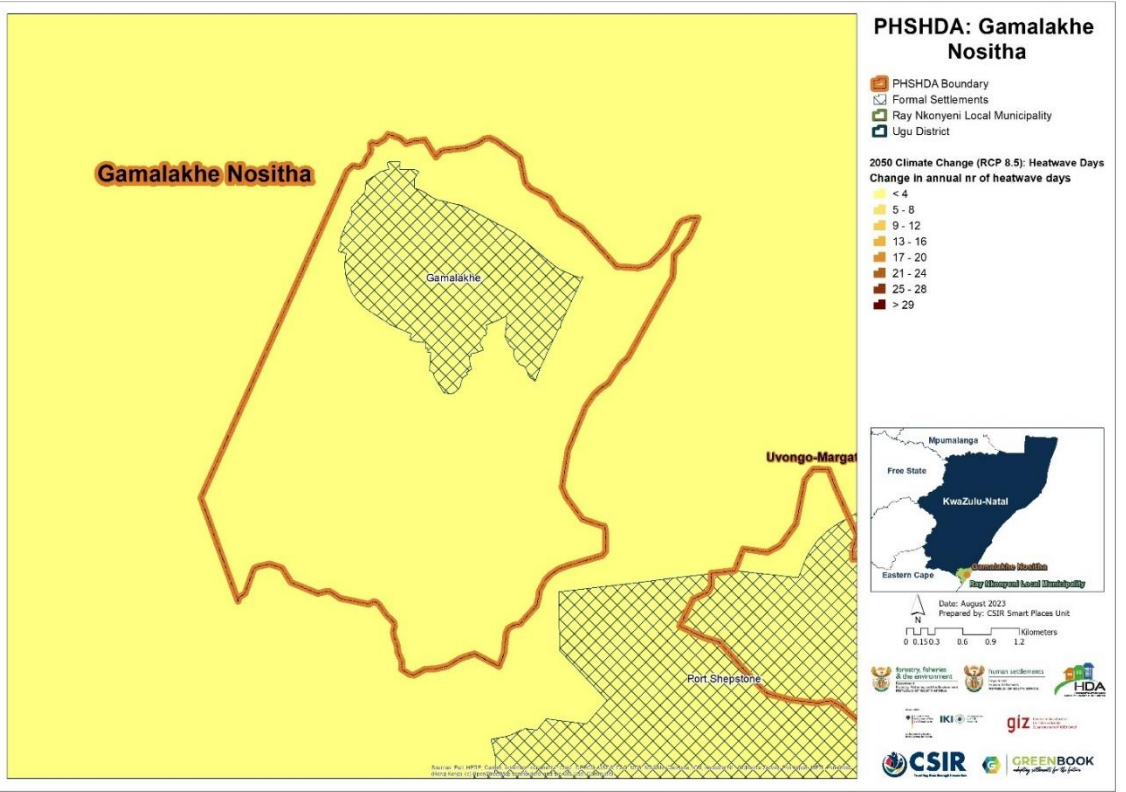 PHSHDA: Gamalakhe
Nositha
PHSHDA Boundary
Formal Settlements
Ray Nkonyeni Local Municipality
Ugu District
2050 Climate Change (RCP 8.5): Heatwave Days
Change in annual nr of heatwave days
< 4
5 - 8
9 - 12
13 - 16
17 - 20
21 - 24
25 - 28
> 29
Gamalakhe Nositha
Gamalakhe
Uvongo-Margat
Port Shepstone
Mpumalanga
Free State
KwaZulu-Natal
Eastern Cape
Gamalakhe Nositha
Ray Nkonyeni Local Municipality
N
Date: August 2023
Prepared by: CSIR Smart Places Unit
Kilometers
0 0.15 0.3 0.6 0.9 1.2
forestry, fisheries
& the environment
human settlements
HDA
IKI
giz
CSIR
GREENBOOK